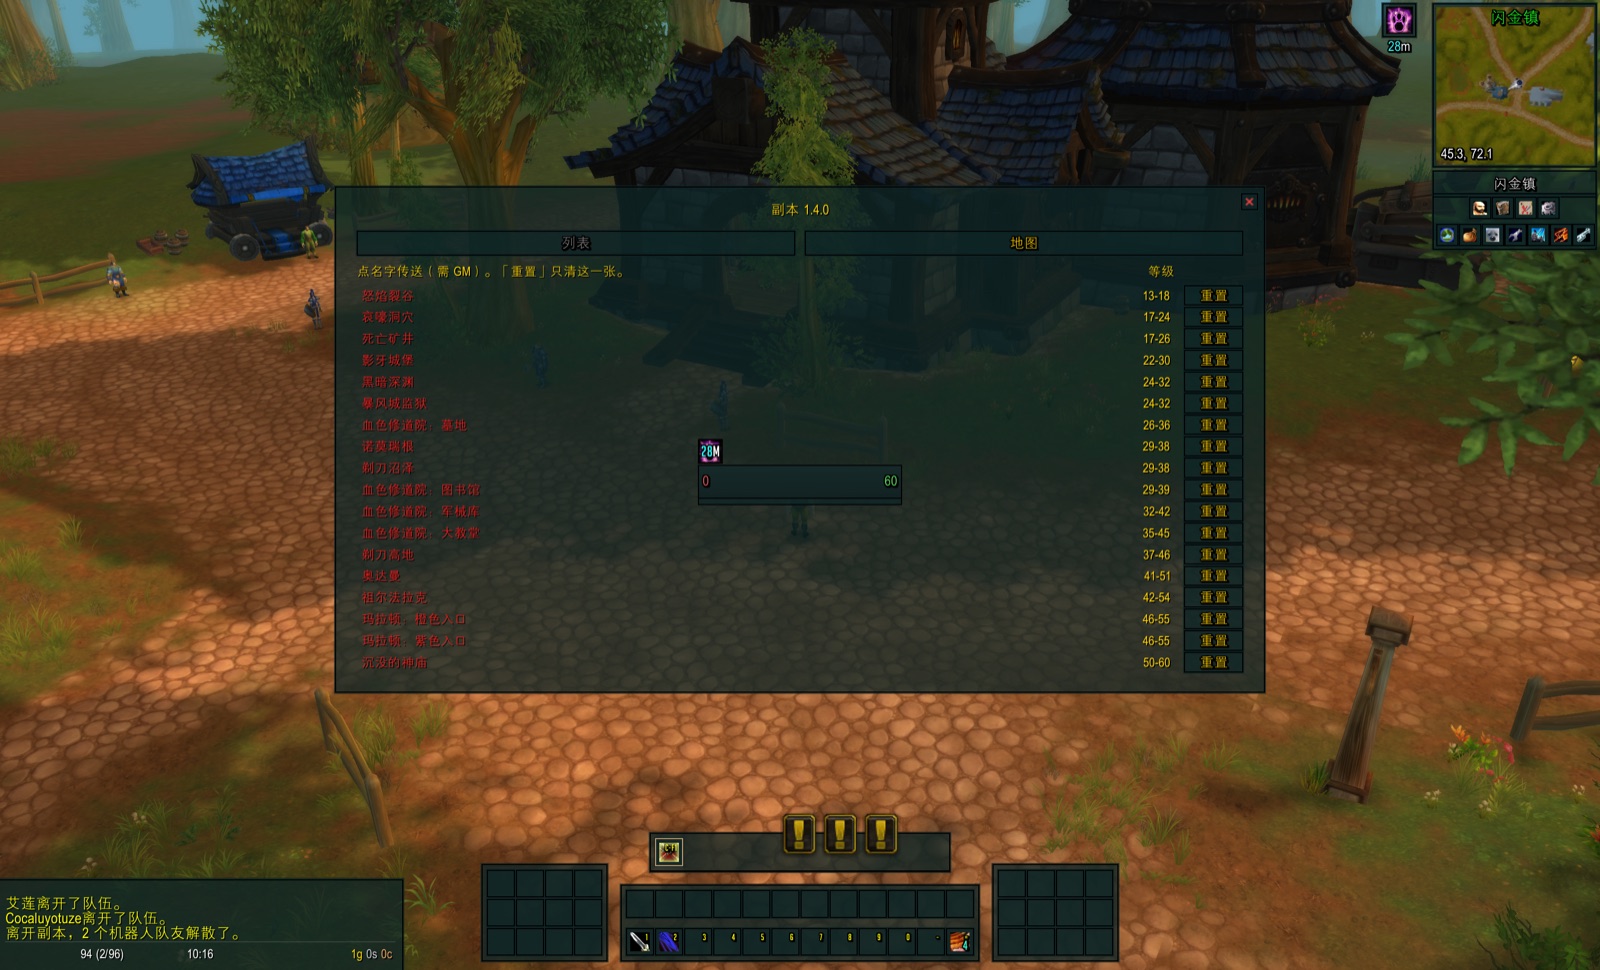 闪金镇
28m
45.3, 72.1
闪金镇
副本 1.4.0
列表
地图
点名字传送（需 GM）。「重置」只清这一张。
等级
怒焰裂谷 13-18 重置
哀嚎洞穴 17-24 重置
死亡矿井 17-26 重置
影牙城堡 22-30 重置
黑暗深渊 24-32 重置
暴风城监狱 24-32 重置
血色修道院：墓地 26-36 重置
诺莫瑞根 29-38 重置
剃刀沼泽 29-38 重置
血色修道院：图书馆 29-39 重置
血色修道院：军械库 32-42 重置
血色修道院：大教堂 35-45 重置
剃刀高地 37-46 重置
奥达曼 41-51 重置
祖尔法拉克 42-54 重置
玛拉顿：橙色入口 46-55 重置
玛拉顿：紫色入口 46-55 重置
沉没的神庙 50-60 重置
28M
0 60
艾莲离开了队伍。
Cocaluyotuze离开了队伍。
离开副本，2 个机器人队友解散了。
94 (2/96) 10:16 1g 0s 0c
1 2 3 4 5 6 7 8 9 0 - 4